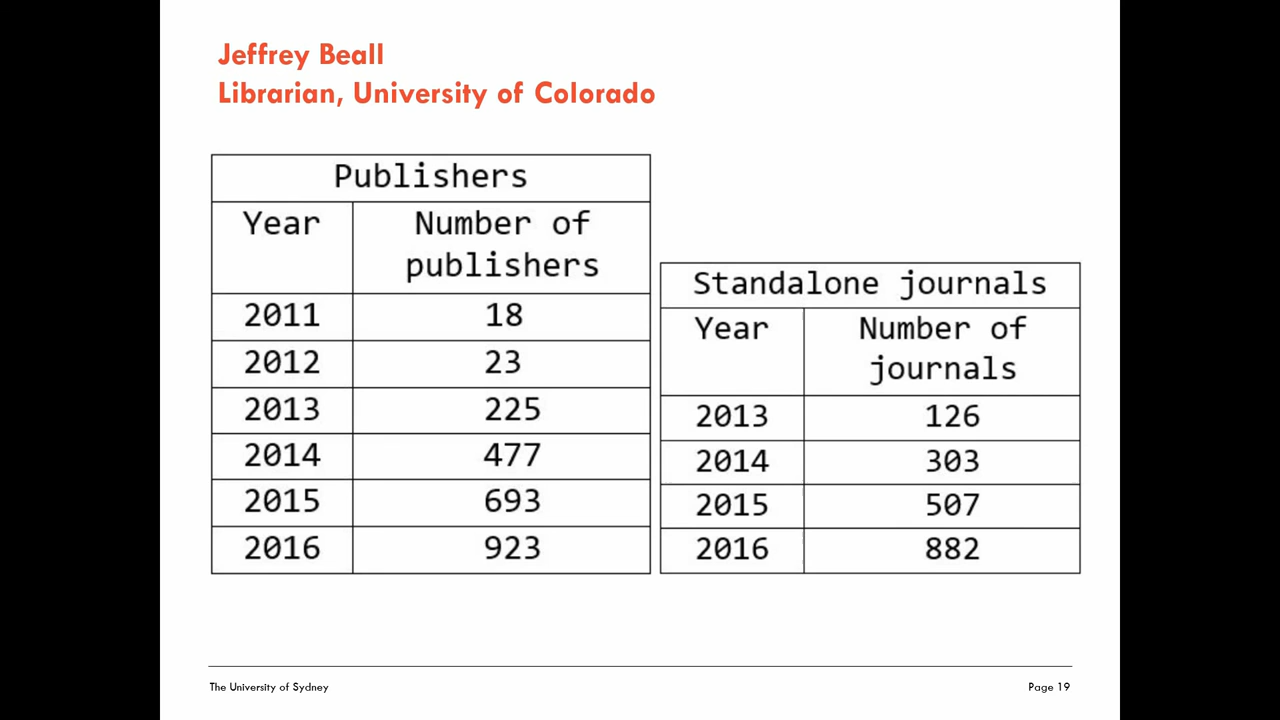 Jeffrey Beall
Librarian, University of Colorado
Publishers
Year Number of
publishers
2011 18
2012 23
2013 225
2014 477
2015 693
2016 923
Standalone journals
Year Number of
journals
2013 126
2014 303
2015 507
2016 882
The University of Sydney
Page 19